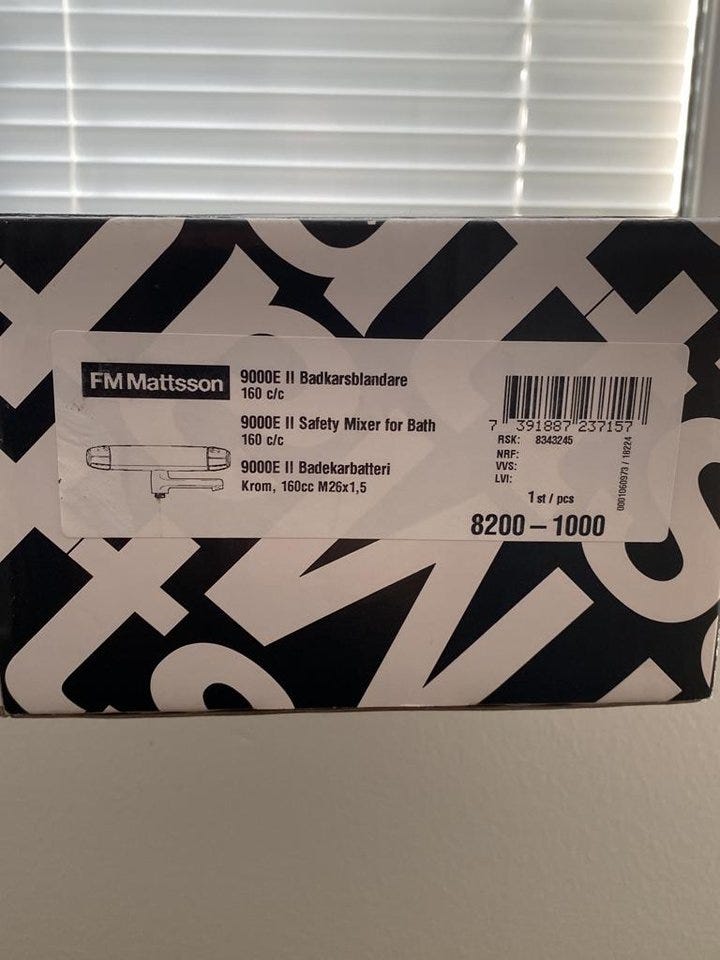 FM Mattsson
9000E II Badkarsblandare
160 c/c
9000E II Safety Mixer for Bath
160 c/c
9000E II Badekarbatteri
Krom, 160cc M26x1,5
7 391887 237157
RSK: 8343245
NRF:
VVS:
LVI:
1 st / pcs
0001060973 / 18224
8200-1000